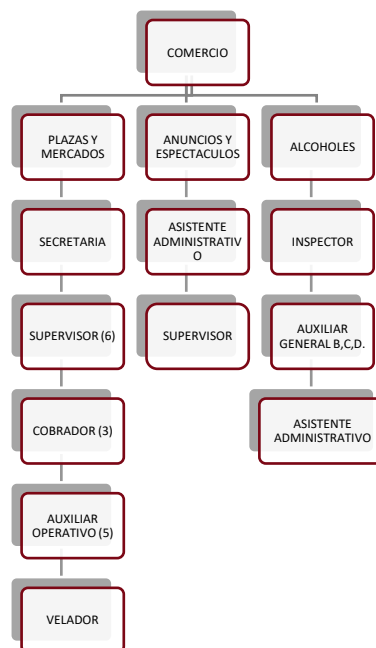 COMERCIO
PLAZAS Y
MERCADOS
ANUNCIOS Y
ESPECTACULOS
ALCOHOLES
SECRETARIA
ASISTENTE
ADMINISTRATIV
O
INSPECTOR
SUPERVISOR (6)
SUPERVISOR
AUXILIAR
GENERAL B,C,D.
COBRADOR (3)
ASISTENTE
ADMINISTRATIVO
AUXILIAR
OPERATIVO (5)
VELADOR